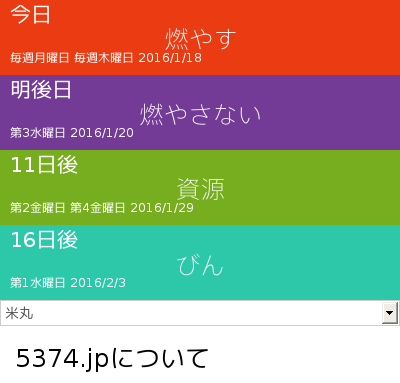 今日
燃やす
毎週月曜日 毎週木曜日 2016/1/18
明後日
燃やさない
第3水曜日 2016/1/20
11日後
資源
第2金曜日 第4金曜日 2016/1/29
16日後
びん
第1水曜日 2016/2/3
米丸
5374.jpについて